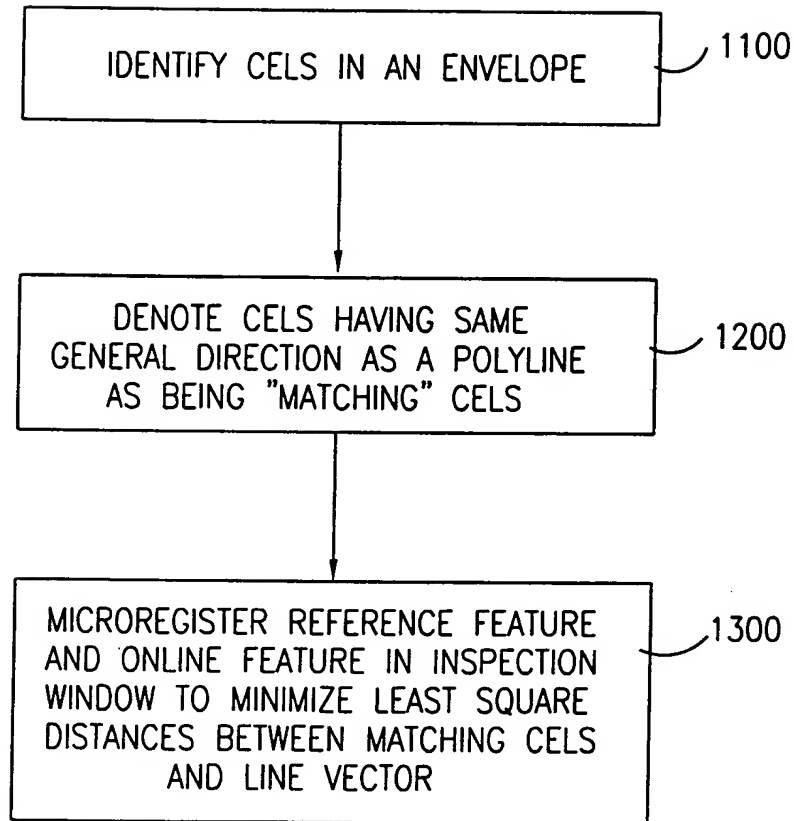 IDENTIFY CELS IN AN ENVELOPE
1100
DENOTE CELS HAVING SAME
GENERAL DIRECTION AS A POLYLINE
AS BEING "MATCHING" CELS
1200
MICROREGISTER REFERENCE FEATURE
AND ONLINE FEATURE IN INSPECTION
WINDOW TO MINIMIZE LEAST SQUARE
DISTANCES BETWEEN MATCHING CELS
AND LINE VECTOR
1300